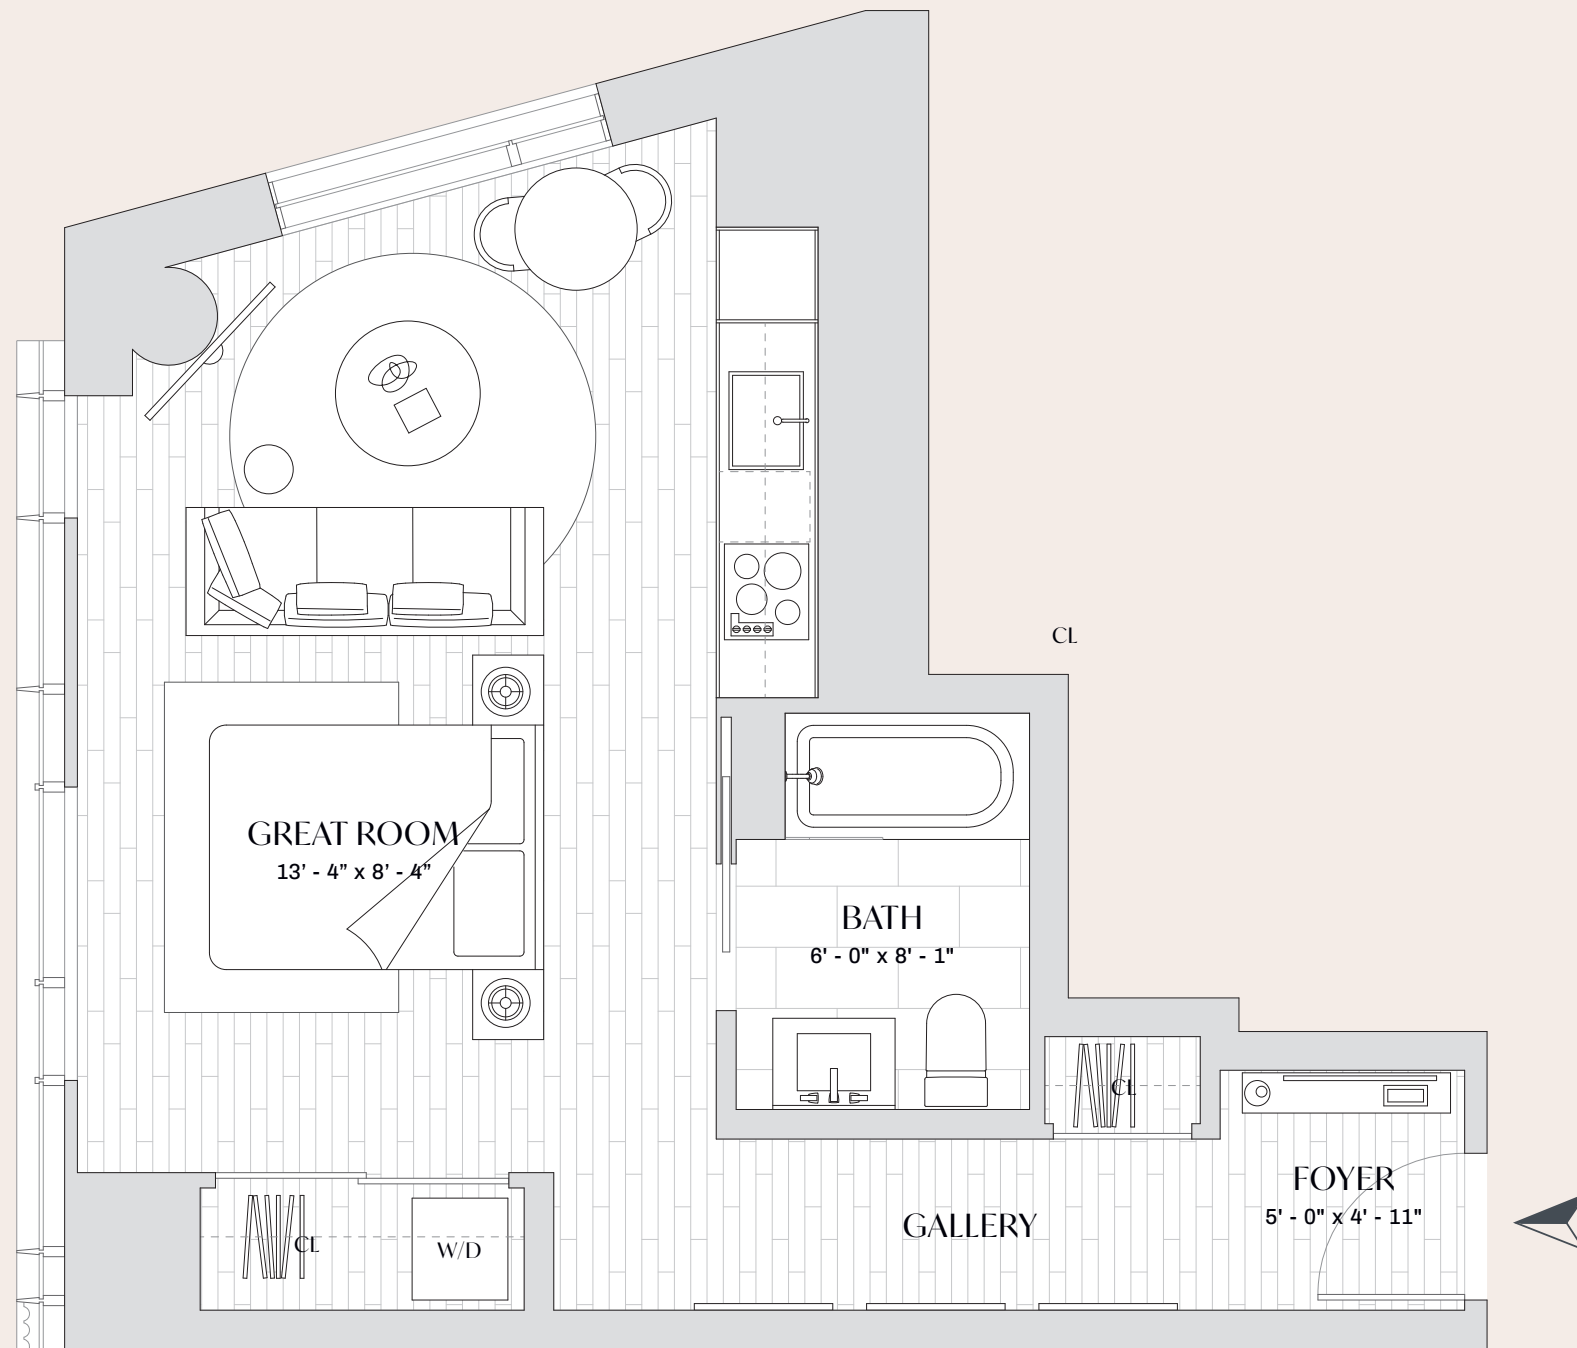 CL
GREAT ROOM
13’ - 4” x 8’ - 4”
BATH
6' - 0" x 8' - 1"
CL
FOYER
5' - 0" x 4' - 11"
GALLERY
CL
W/D